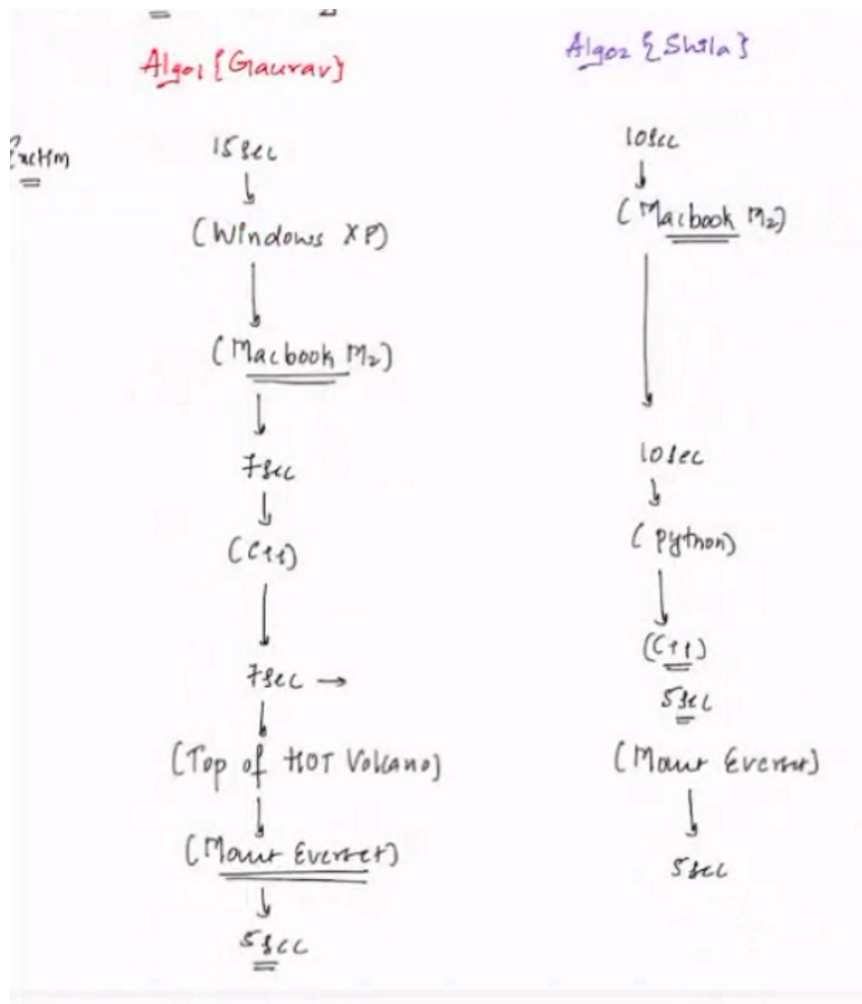 Algo1 {Gaurav}
15sec
(Windows XP)
(Macbook M2)
7sec
(C++)
7sec →
(Top of HOT Volcano)
(Mount Everest)
5sec
Algo2 {Shila}
10sec
(Macbook M2)
10sec
(python)
(C++)
5sec
(Mount Everest)
5sec